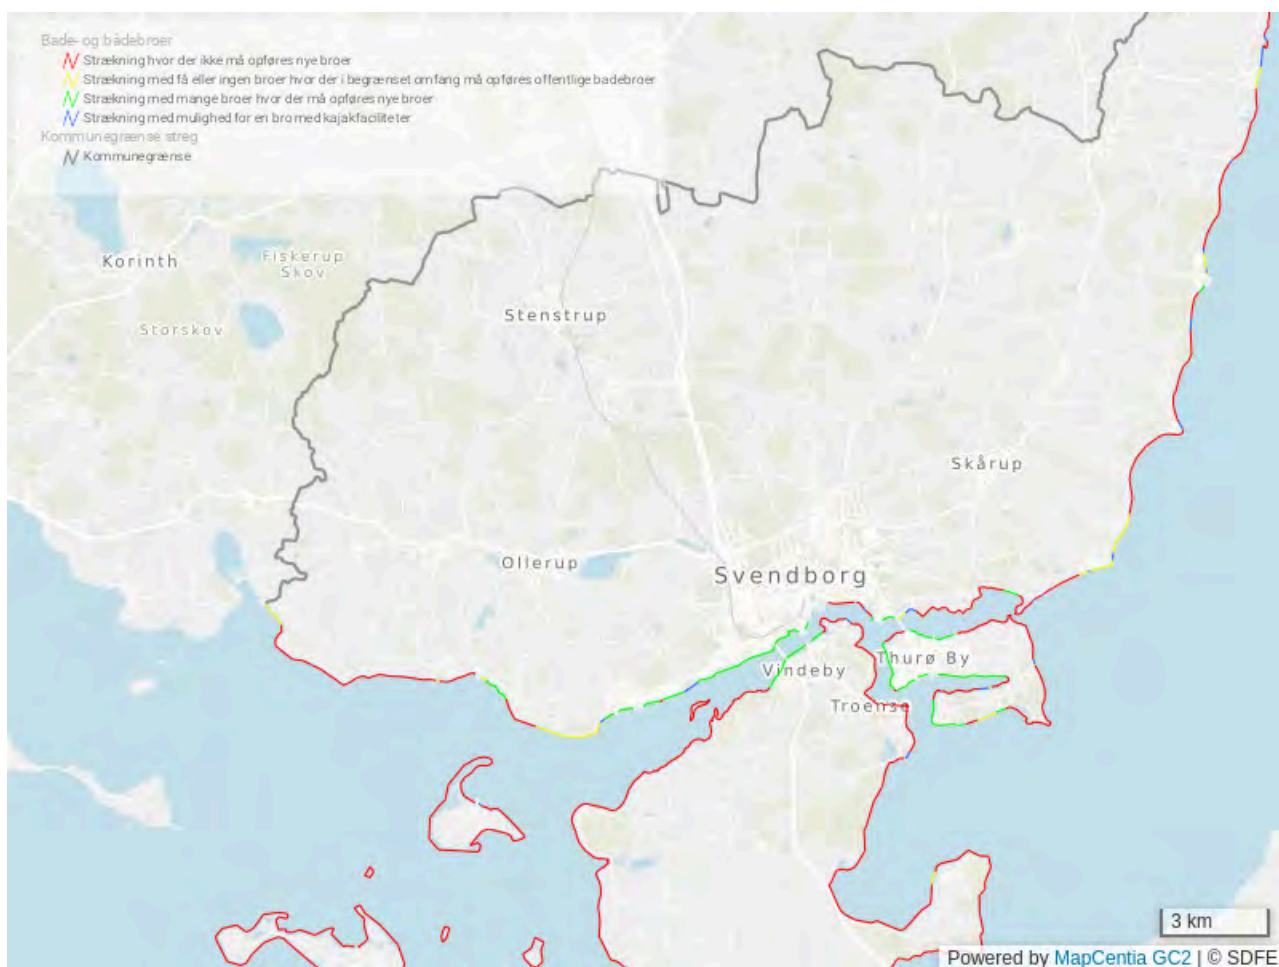 Bade- og bådebroer
Strækning hvor der ikke må opføres nye broer
Strækning med få eller ingen broer hvor der i begrænset omfang må opføres offentlige badebroer
Strækning med mange broer hvor der må opføres nye broer
Strækning med mulighed for en bro med kajakfaciliteter
Kommunegrænse streg
Kommunegrænse
Korinth
Fiskerup
Skov
Storskov
Stenstrup
Skårup
Ollerup
Svendborg
Vindeby
Thurø By
Troense
3 km
Powered by MapCentia GC2 | © SDFE